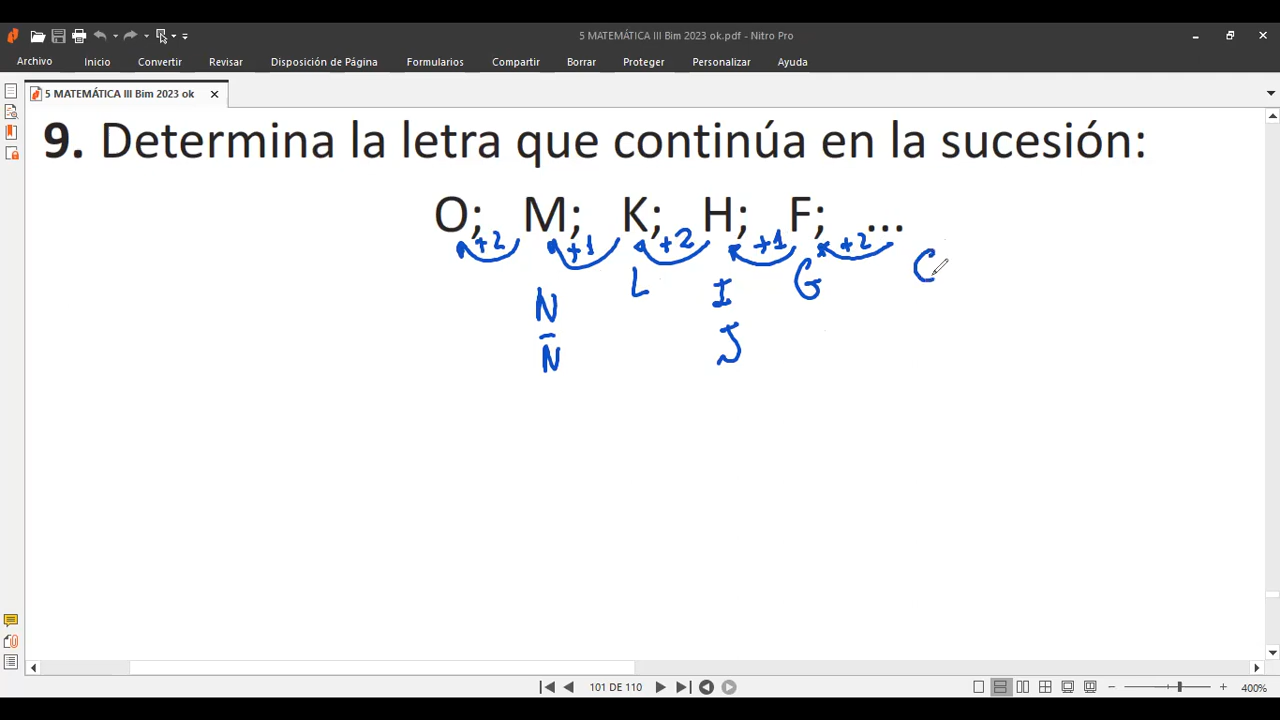 5 MATEMÁTICA III Bim 2023 ok.pdf - Nitro Pro
Archivo Inicio Convertir Revisar Disposición de Página Formularios Compartir Borrar Proteger Personalizar Ayuda
5 MATEMÁTICA III Bim 2023 ok
9. Determina la letra que continúa en la sucesión:
O; M; K; H; F; ...
+2 +1 +2 +1 +2
N L I G C
Ñ J
101 DE 110
400%